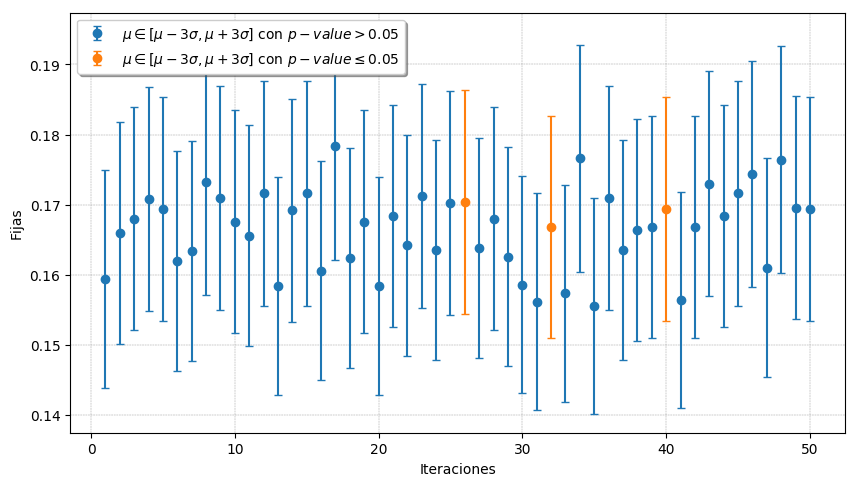 μ ∈ [μ − 3σ, μ + 3σ] con p − value > 0.05
μ ∈ [μ − 3σ, μ + 3σ] con p − value ≤ 0.05
0.19
0.18
0.17
0.16
0.15
0.14
Fijas
0 10 20 30 40 50
Iteraciones